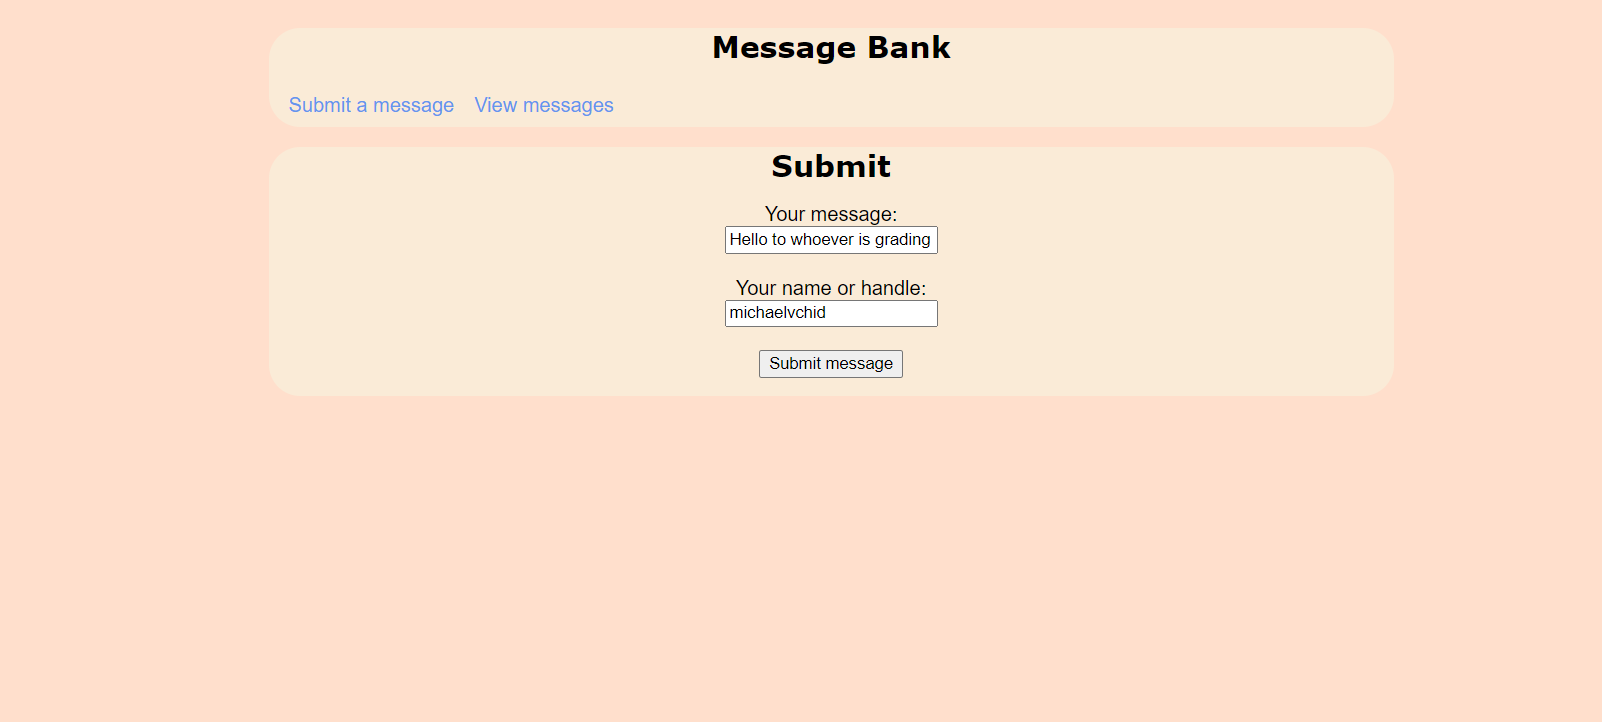 Message Bank
Submit a message View messages
Submit
Your message:
Hello to whoever is grading
Your name or handle:
michaelvchid
Submit message